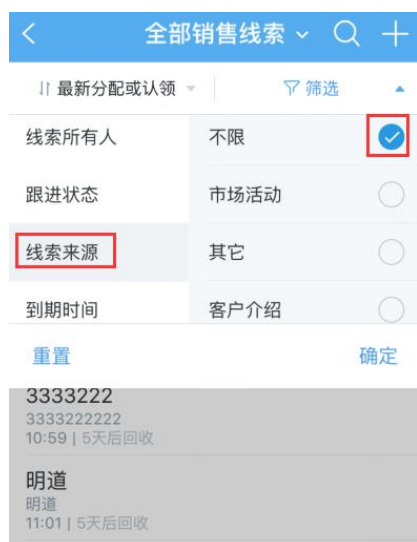 全部销售线索
最新分配或认领 筛选
线索所有人 不限
跟进状态 市场活动
线索来源 其它
到期时间 客户介绍
重置 确定
3333222
3333222222
10:59 | 5天后回收
明道
明道
11:01 | 5天后回收